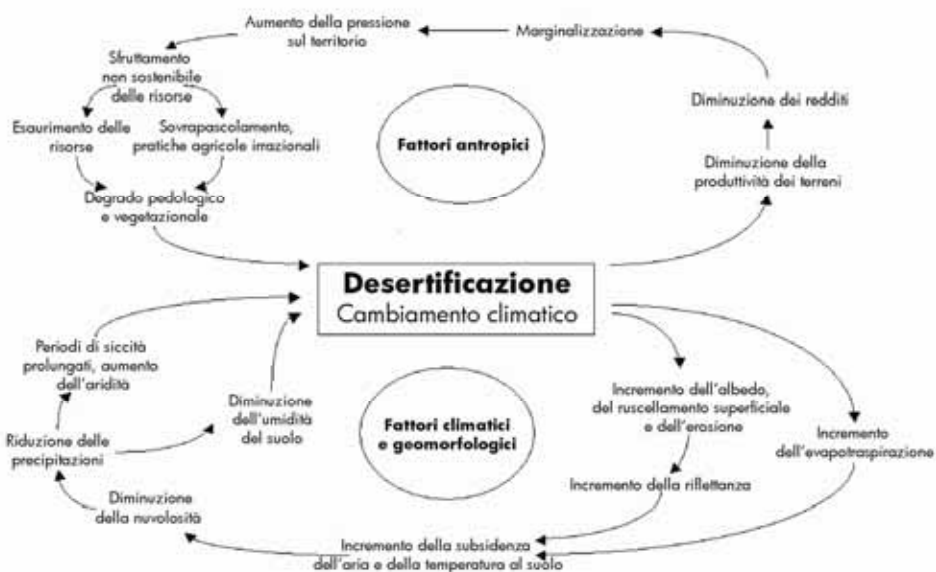 Aumento della pressione
sul territorio
Marginalizzazione
Sfruttamento
non sostenibile
delle risorse
Diminuzione dei redditi
Esaurimento delle
risorse
Sovrapascolamento,
pratiche agricole irrazionali
Fattori antropici
Diminuzione della
produttività dei terreni
Degrado pedologico
e vegetazionale
Desertificazione
Cambiamento climatico
Periodi di siccità
prolungati, aumento
dell'aridità
Diminuzione
dell'umidità
del suolo
Fattori climatici
e geomorfologici
Incremento dell'albedo,
del ruscellamento superficiale
e dell'erosione
Riduzione delle
precipitazioni
Incremento
dell'evapotraspirazione
Incremento della riflettanza
Diminuzione
della nuvolosità
Incremento della subsidenza
dell'aria e della temperatura al suolo